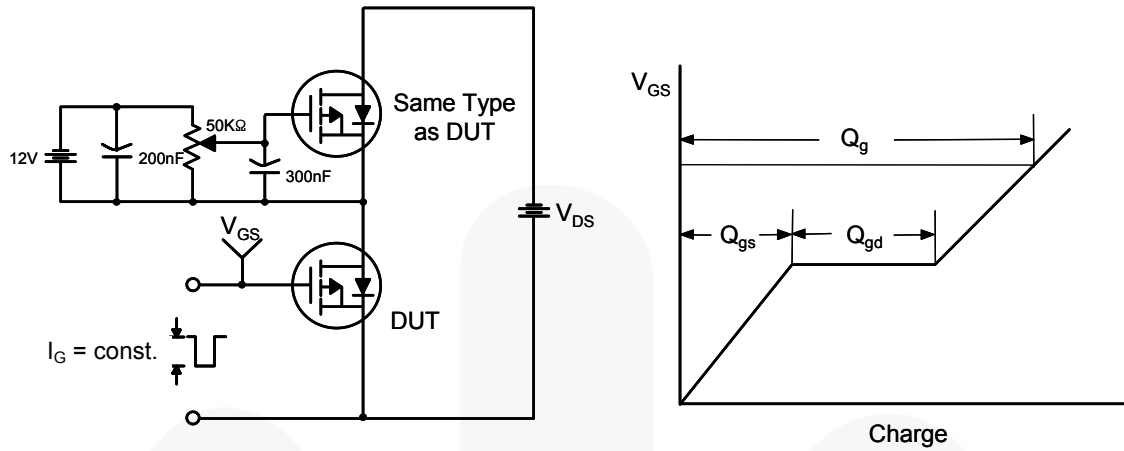 12V
200nF
50KΩ
300nF
Same Type
as DUT
V_GS
DUT
I_G = const.
V_DS
V_GS
Q_g
Q_gs
Q_gd
Charge